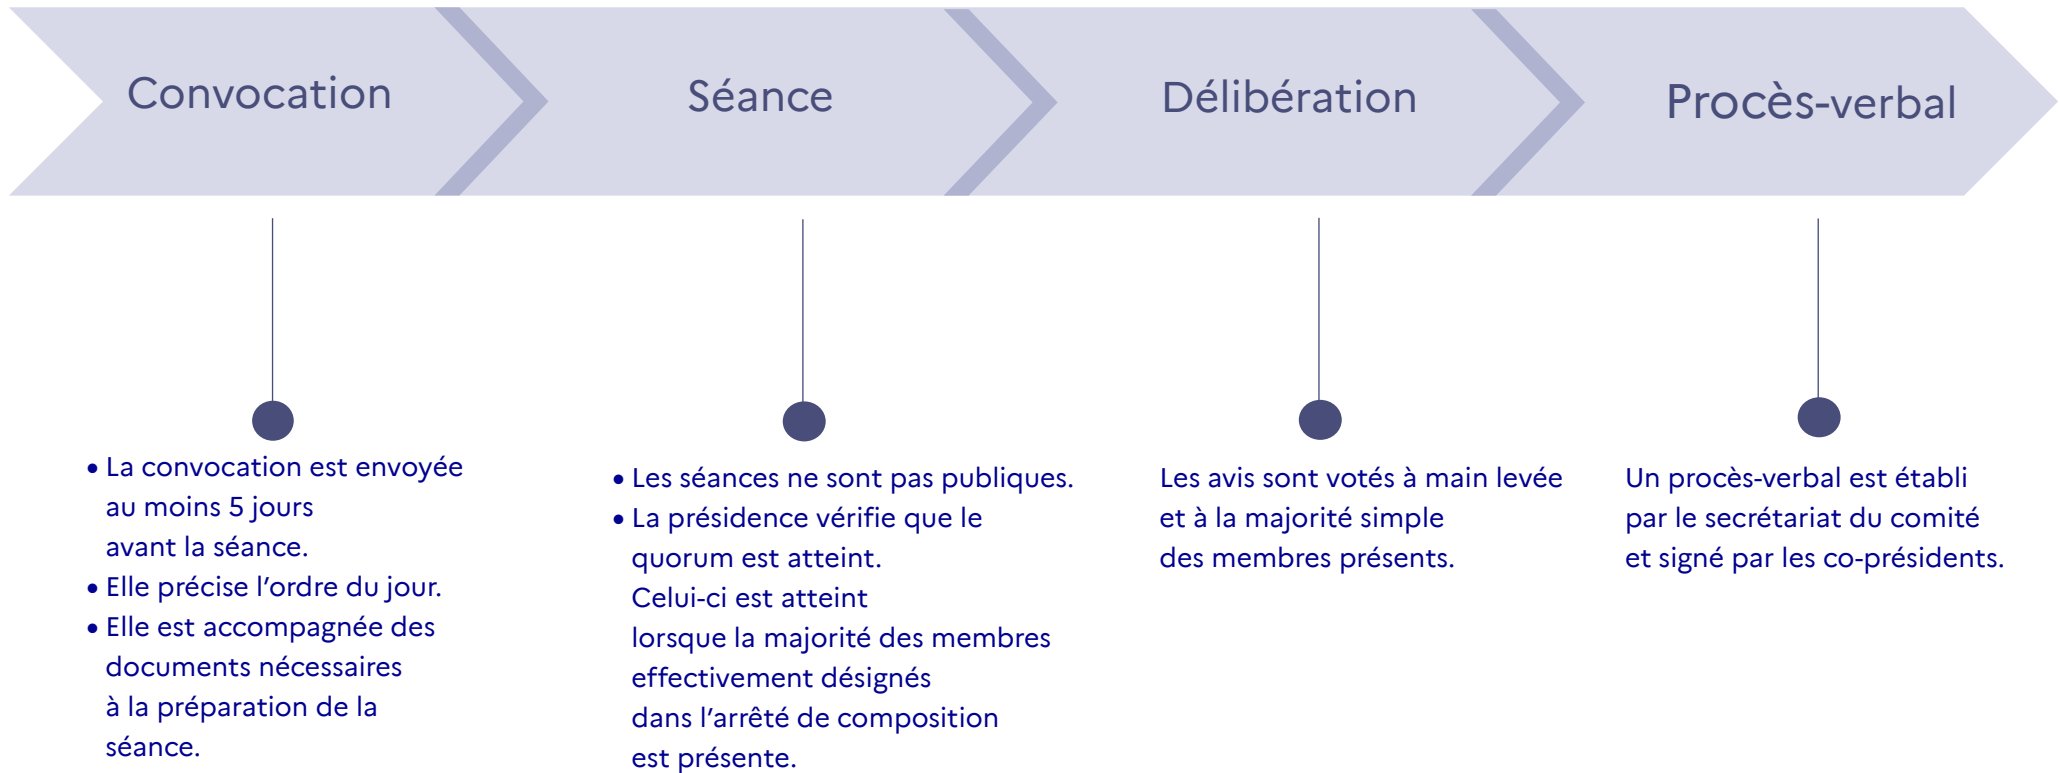 Convocation
Séance
Délibération
Procès-verbal
• La convocation est envoyée
au moins 5 jours
avant la séance.
• Elle précise l’ordre du jour.
• Elle est accompagnée des
documents nécessaires
à la préparation de la
séance.
• Les séances ne sont pas publiques.
• La présidence vérifie que le
quorum est atteint.
Celui-ci est atteint
lorsque la majorité des membres
effectivement désignés
dans l’arrêté de composition
est présente.
Les avis sont votés à main levée
et à la majorité simple
des membres présents.
Un procès-verbal est établi
par le secrétariat du comité
et signé par les co-présidents.